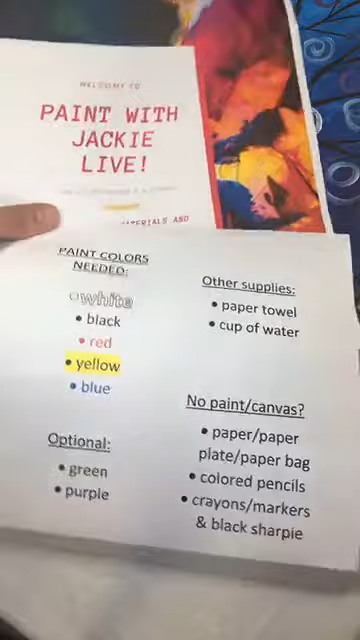 WELCOME TO
PAINT WITH
JACKIE
LIVE!
MATERIALS AND
PAINT COLORS
NEEDED:
white
• black
• red
• yellow
• blue
Optional:
• green
• purple
Other supplies:
• paper towel
• cup of water
No paint/canvas?
• paper/paper
plate/paper bag
• colored pencils
• crayons/markers
& black sharpie